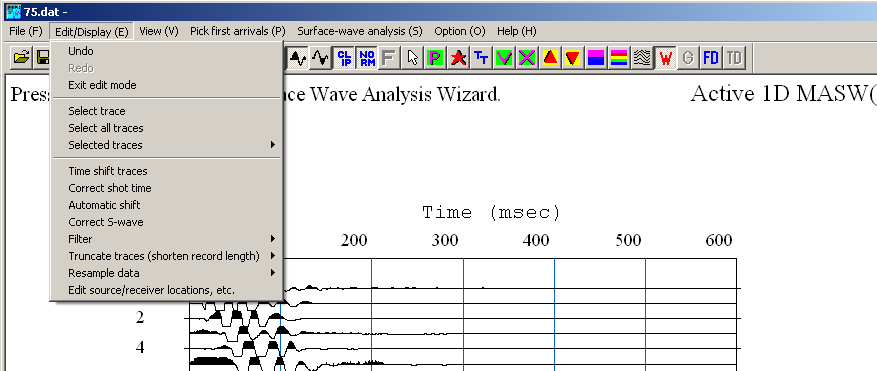 75.dat -
File (F) Edit/Display (E) View (V) Pick first arrivals (P) Surface-wave analysis (S) Option (O) Help (H)
CL IP NO RM F P TT W G FD TD
Undo
Redo
Exit edit mode
Select trace
Select all traces
Selected traces
Time shift traces
Correct shot time
Automatic shift
Correct S-wave
Filter
Truncate traces (shorten record length)
Resample data
Edit source/receiver locations, etc.
Wave Analysis Wizard.
Active 1D MASW(
Time (msec)
200 300 400 500 600
2
4